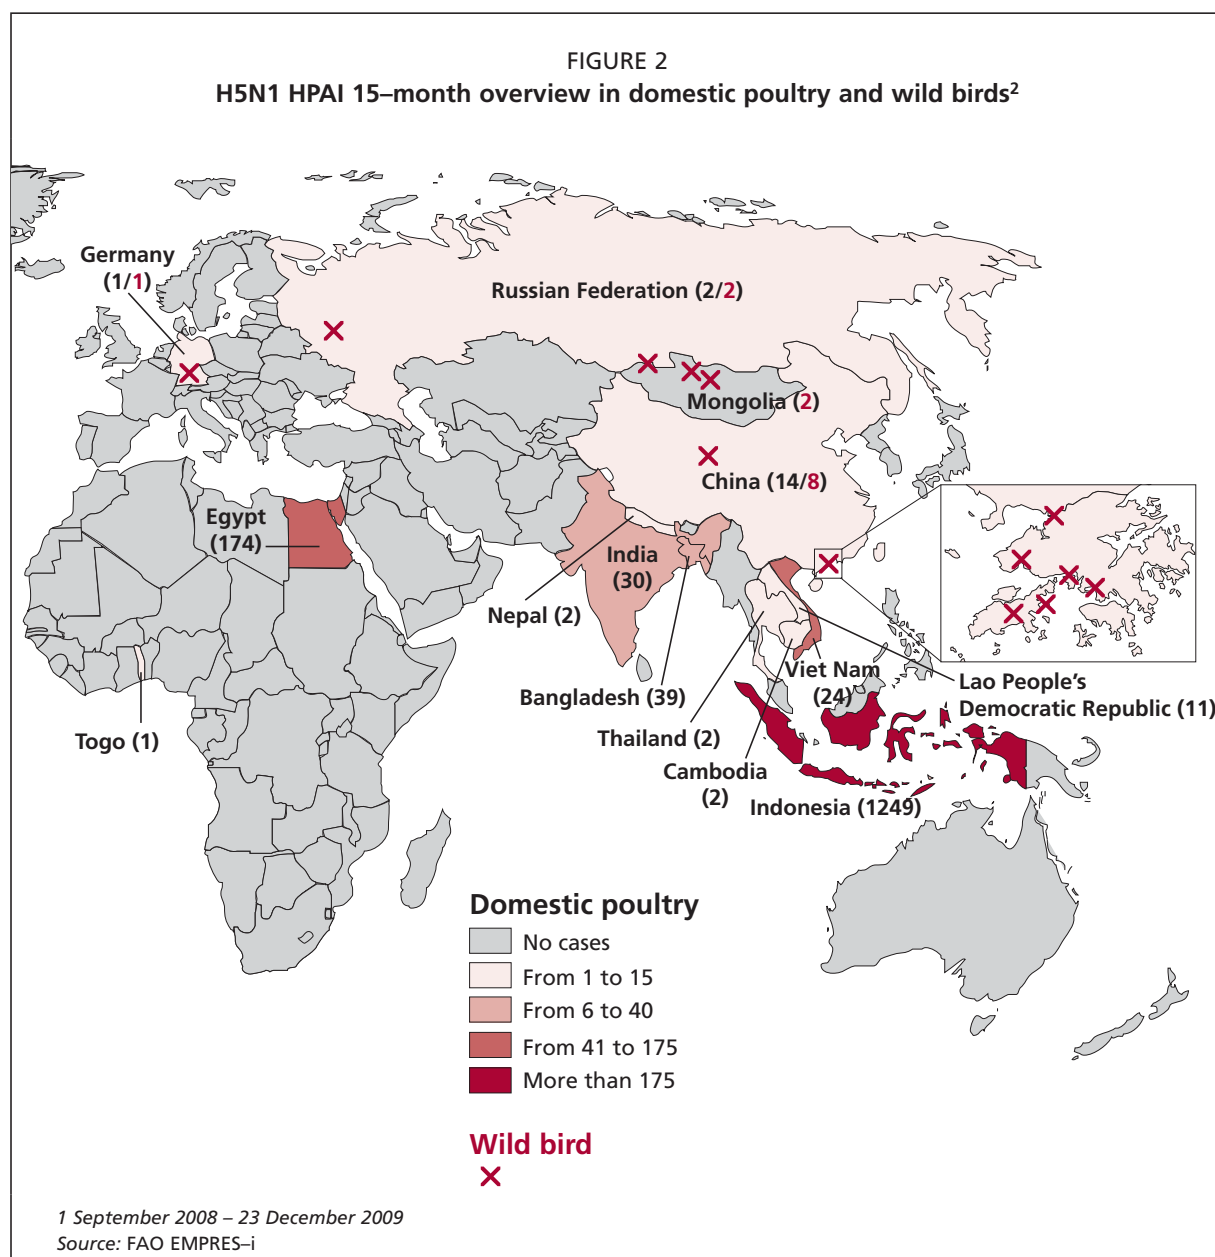 FIGURE 2
H5N1 HPAI 15–month overview in domestic poultry and wild birds²
Germany
(1/1)
Russian Federation (2/2)
Mongolia (2)
China (14/8)
Egypt
(174)
India
(30)
Nepal (2)
Bangladesh (39)
Viet Nam
(24)
Lao People's
Democratic Republic (11)
Thailand (2)
Togo (1)
Cambodia
(2)
Indonesia (1249)
Domestic poultry
No cases
From 1 to 15
From 6 to 40
From 41 to 175
More than 175
Wild bird
1 September 2008 – 23 December 2009
Source: FAO EMPRES–i